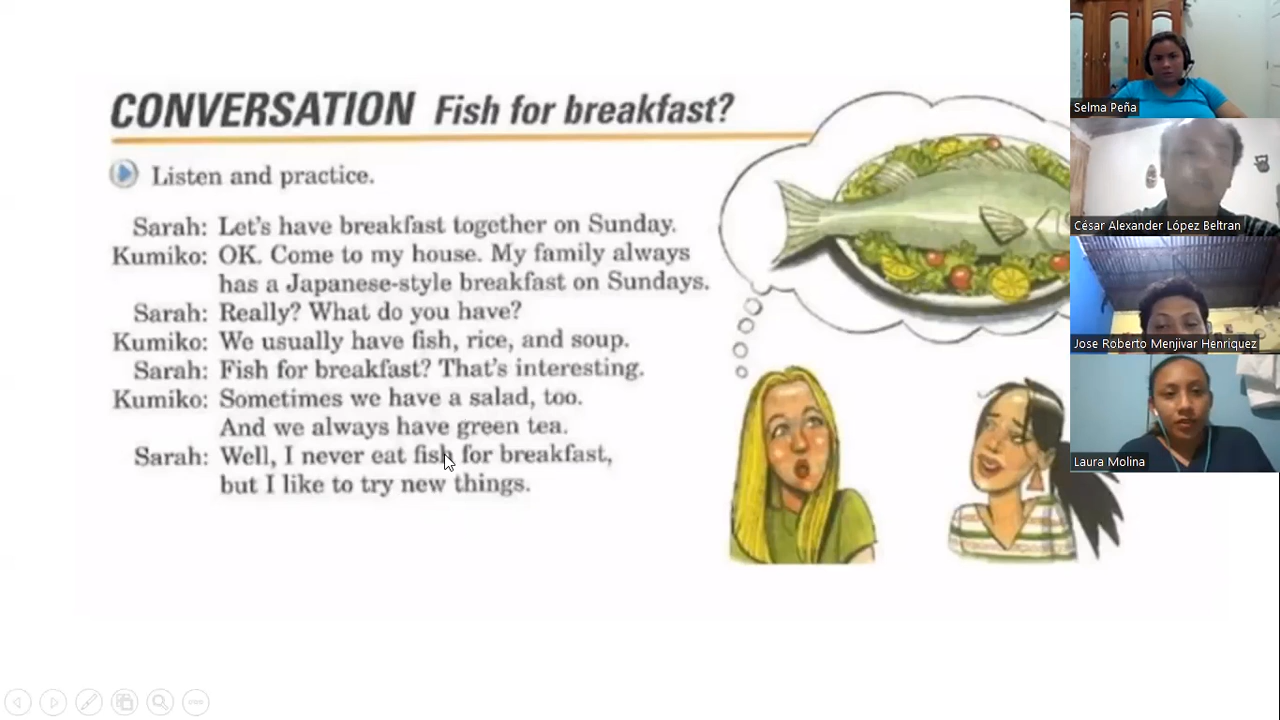 CONVERSATION Fish for breakfast?
Listen and practice.
Sarah: Let's have breakfast together on Sunday.
Kumiko: OK. Come to my house. My family always
has a Japanese-style breakfast on Sundays.
Sarah: Really? What do you have?
Kumiko: We usually have fish, rice, and soup.
Sarah: Fish for breakfast? That's interesting.
Kumiko: Sometimes we have a salad, too.
And we always have green tea.
Sarah: Well, I never eat fish for breakfast,
but I like to try new things.
Selma Peña
César Alexander López Beltran
Jose Roberto Menjivar Henriquez
Laura Molina